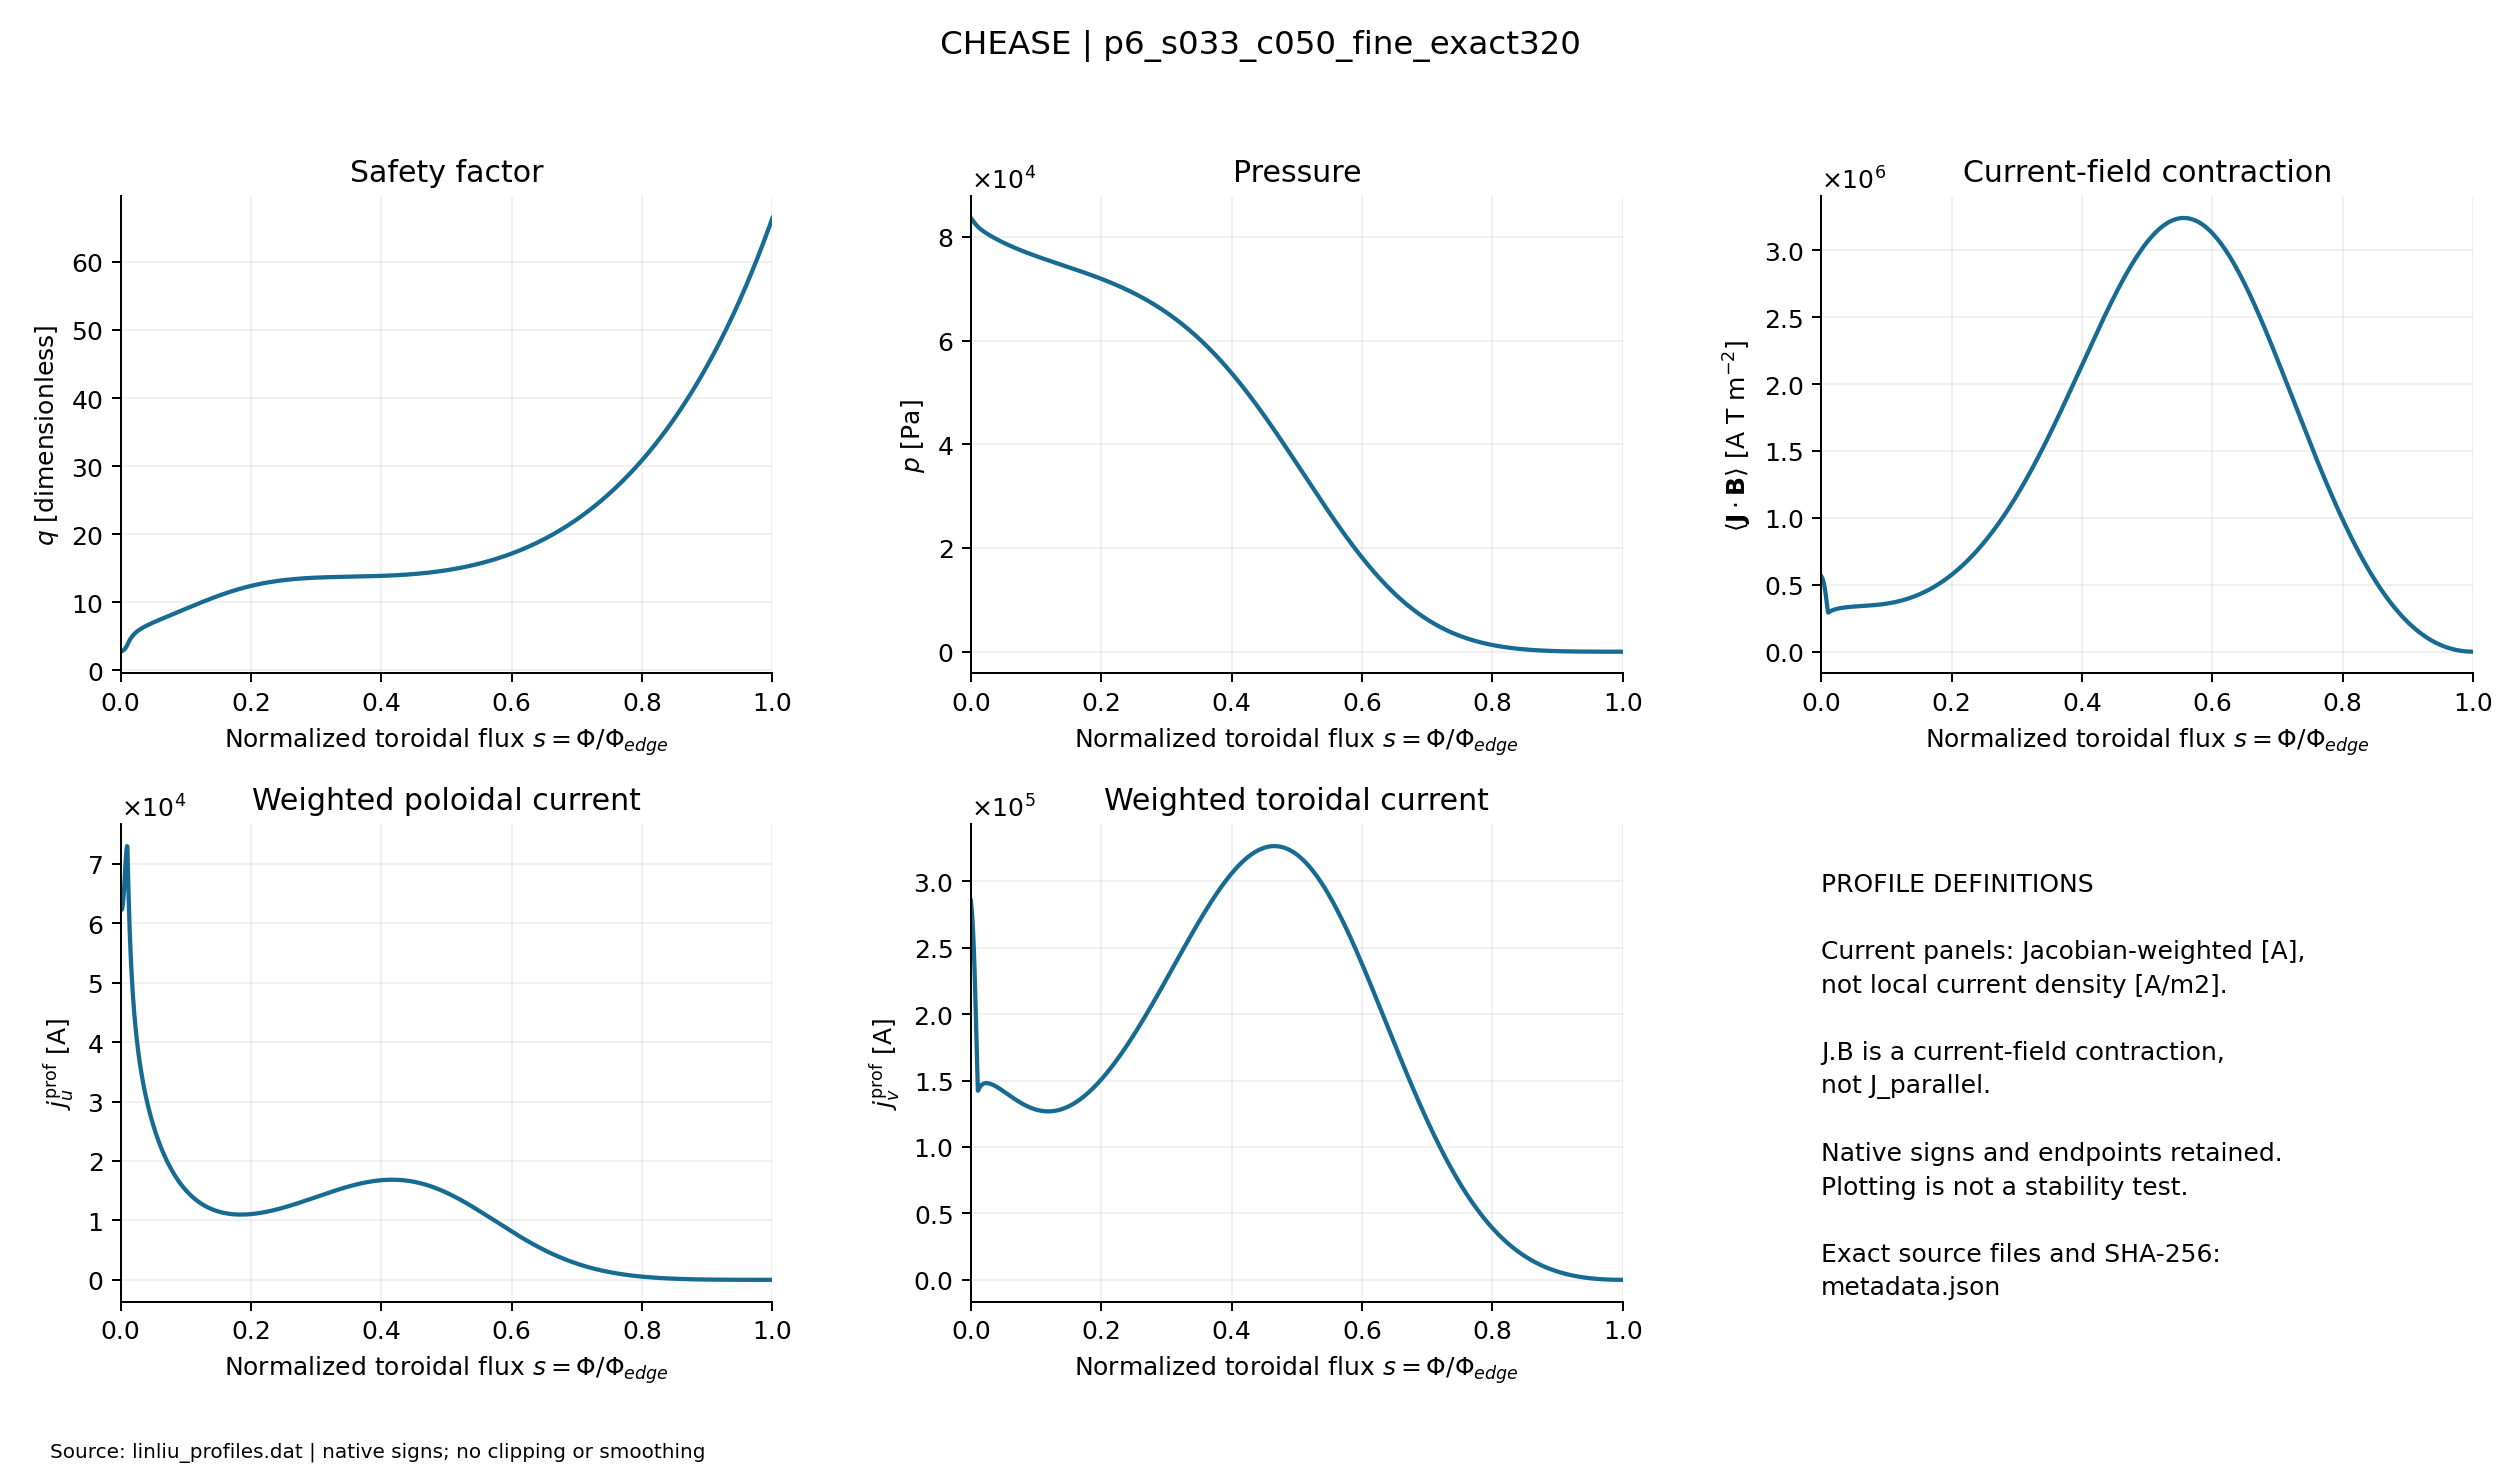 CHEASE | p6_s033_c050_fine_exact320
Safety factor
q [dimensionless]
60
50
40
30
20
10
0
0.0 0.2 0.4 0.6 0.8 1.0
Normalized toroidal flux s = Φ/Φ_edge
Pressure
×10⁴
p [Pa]
8
6
4
2
0
0.0 0.2 0.4 0.6 0.8 1.0
Normalized toroidal flux s = Φ/Φ_edge
Current-field contraction
×10⁶
⟨J · B⟩ [A T m⁻²]
3.0
2.5
2.0
1.5
1.0
0.5
0.0
0.0 0.2 0.4 0.6 0.8 1.0
Normalized toroidal flux s = Φ/Φ_edge
Weighted poloidal current
×10⁴
j_u^prof [A]
7
6
5
4
3
2
1
0
0.0 0.2 0.4 0.6 0.8 1.0
Normalized toroidal flux s = Φ/Φ_edge
Weighted toroidal current
×10⁵
j_v^prof [A]
3.0
2.5
2.0
1.5
1.0
0.5
0.0
0.0 0.2 0.4 0.6 0.8 1.0
Normalized toroidal flux s = Φ/Φ_edge
PROFILE DEFINITIONS
Current panels: Jacobian-weighted [A],
not local current density [A/m2].
J.B is a current-field contraction,
not J_parallel.
Native signs and endpoints retained.
Plotting is not a stability test.
Exact source files and SHA-256:
metadata.json
Source: linliu_profiles.dat | native signs; no clipping or smoothing